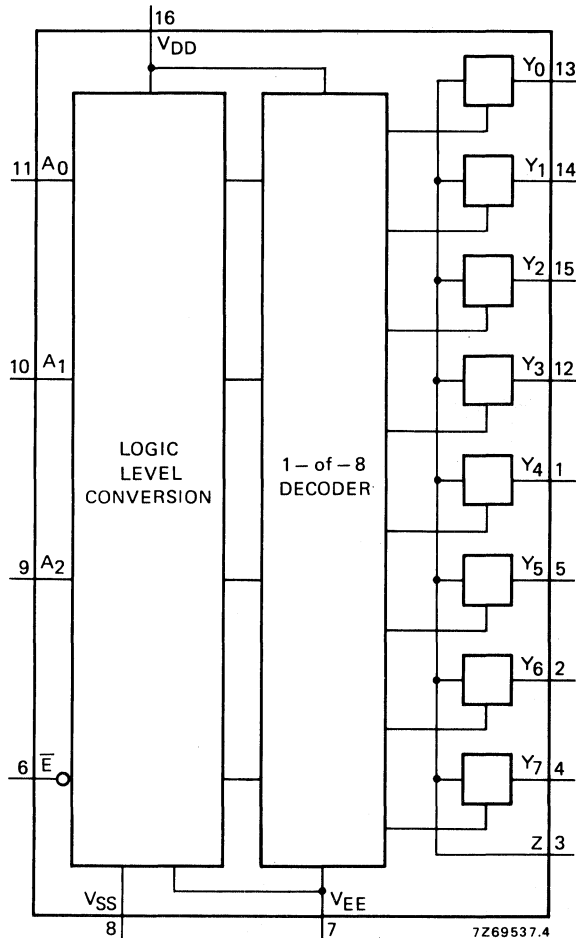 16
VDD
Y0 13
11 A0
Y1 14
Y2 15
10 A1
Y3 12
LOGIC
LEVEL
CONVERSION
1-of-8
DECODER
Y4 1
9 A2
Y5 5
Y6 2
6 E̅
Y7 4
Z 3
VSS
VEE
8
7
7Z69537.4